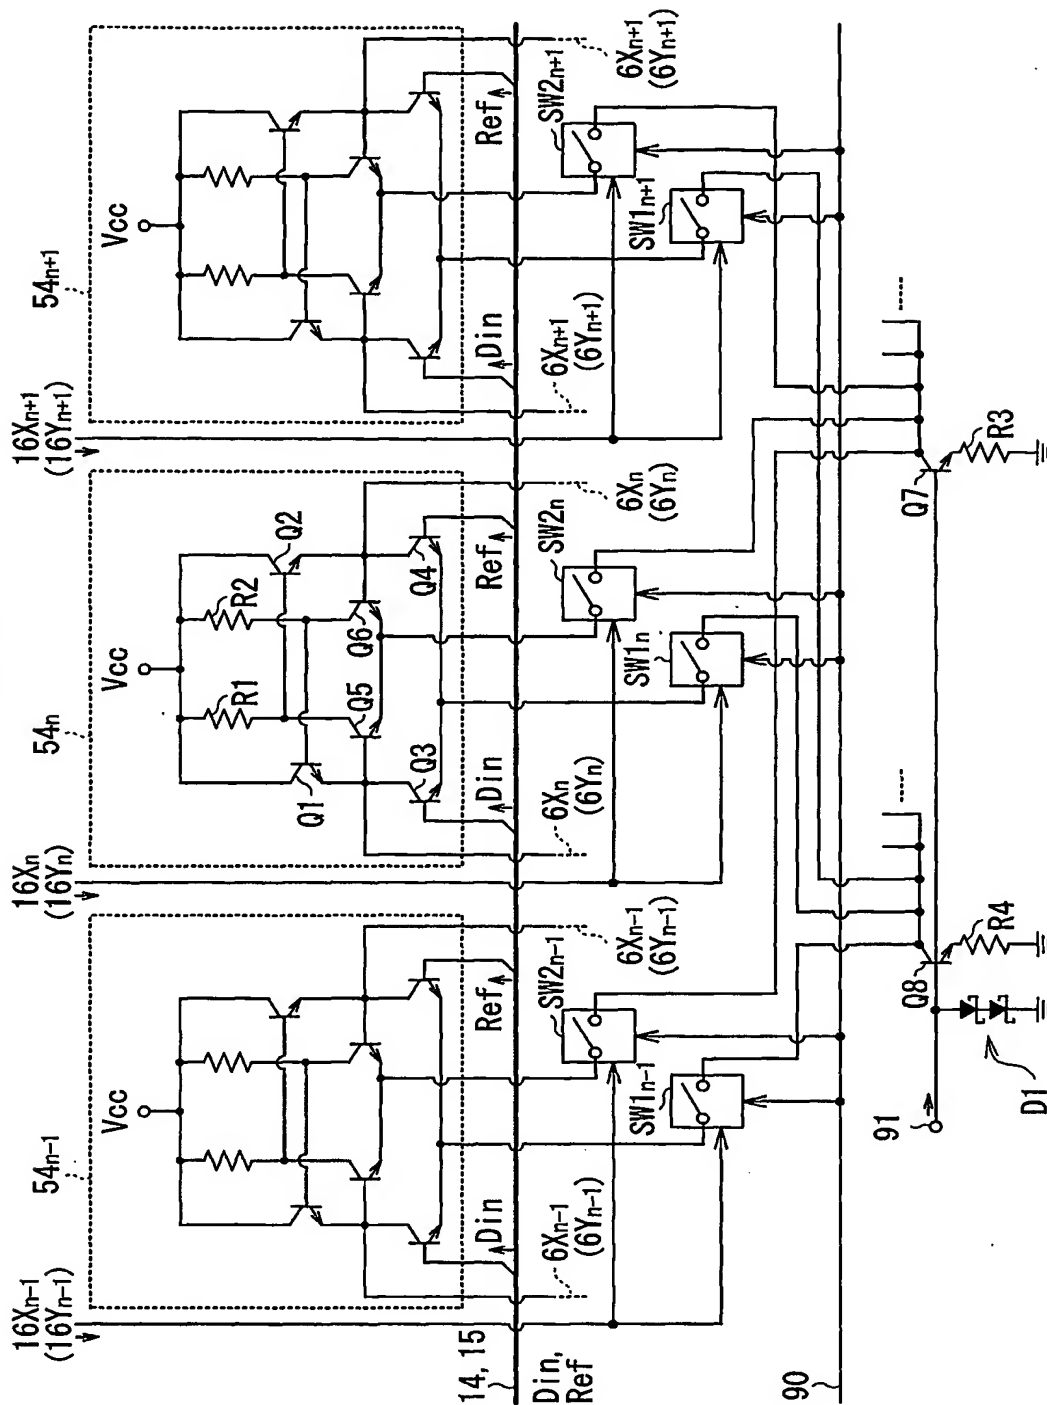 16Xn-1
(16Yn-1)
54n-1
Vcc
Din
Ref
6Xn-1
(6Yn-1)
6Xn-1
(6Yn-1)
SW2n-1
SW1n-1
16Xn
(16Yn)
54n
Vcc
R1
R2
Q1
Q2
Q5
Q6
Q3
Q4
Din
Ref
6Xn
(6Yn)
6Xn
(6Yn)
SW2n
SW1n
16Xn+1
(16Yn+1)
54n+1
Vcc
Din
Ref
6Xn+1
(6Yn+1)
6Xn+1
(6Yn+1)
SW2n+1
SW1n+1
14, 15
Din,
Ref
90
91
D1
Q8
R4
Q7
R3